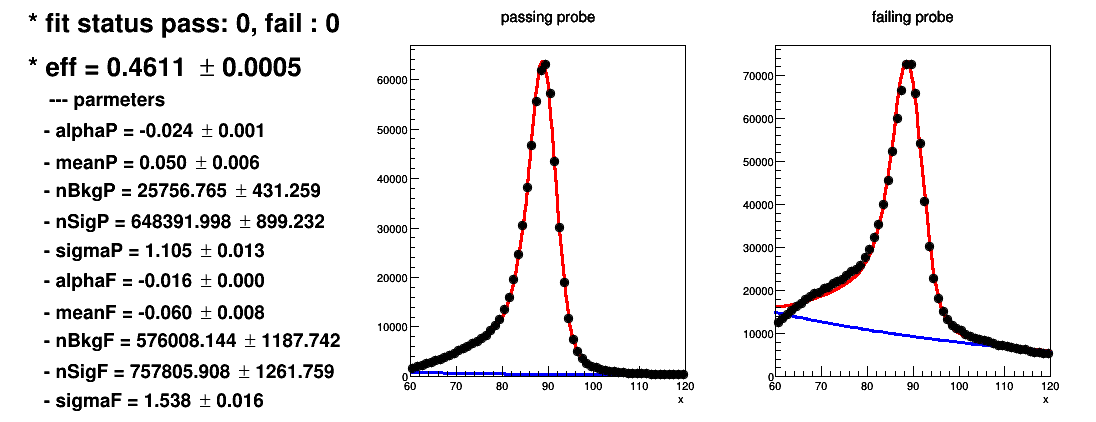 * fit status pass: 0, fail : 0
* eff = 0.4611 ± 0.0005
--- parmeters
- alphaP = -0.024 ± 0.001
- meanP = 0.050 ± 0.006
- nBkgP = 25756.765 ± 431.259
- nSigP = 648391.998 ± 899.232
- sigmaP = 1.105 ± 0.013
- alphaF = -0.016 ± 0.000
- meanF = -0.060 ± 0.008
- nBkgF = 576008.144 ± 1187.742
- nSigF = 757805.908 ± 1261.759
- sigmaF = 1.538 ± 0.016
passing probe
60000
50000
40000
30000
20000
10000
0
60 70 80 90 100 110 120
x
failing probe
70000
60000
50000
40000
30000
20000
10000
0
60 70 80 90 100 110 120
x